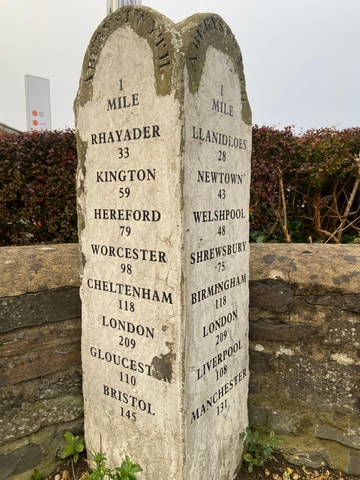 1
MILE
RHAYADER
33
KINGTON
59
HEREFORD
79
WORCESTER
98
CHELTENHAM
118
LONDON
209
GLOUCEST
110
BRISTOL
145
1
MILE
LLANIDLOES
28
NEWTOWN
43
WELSHPOOL
48
SHREWSBURY
75
BIRMINGHAM
118
LONDON
209
LIVERPOOL
108
MANCHESTER
131